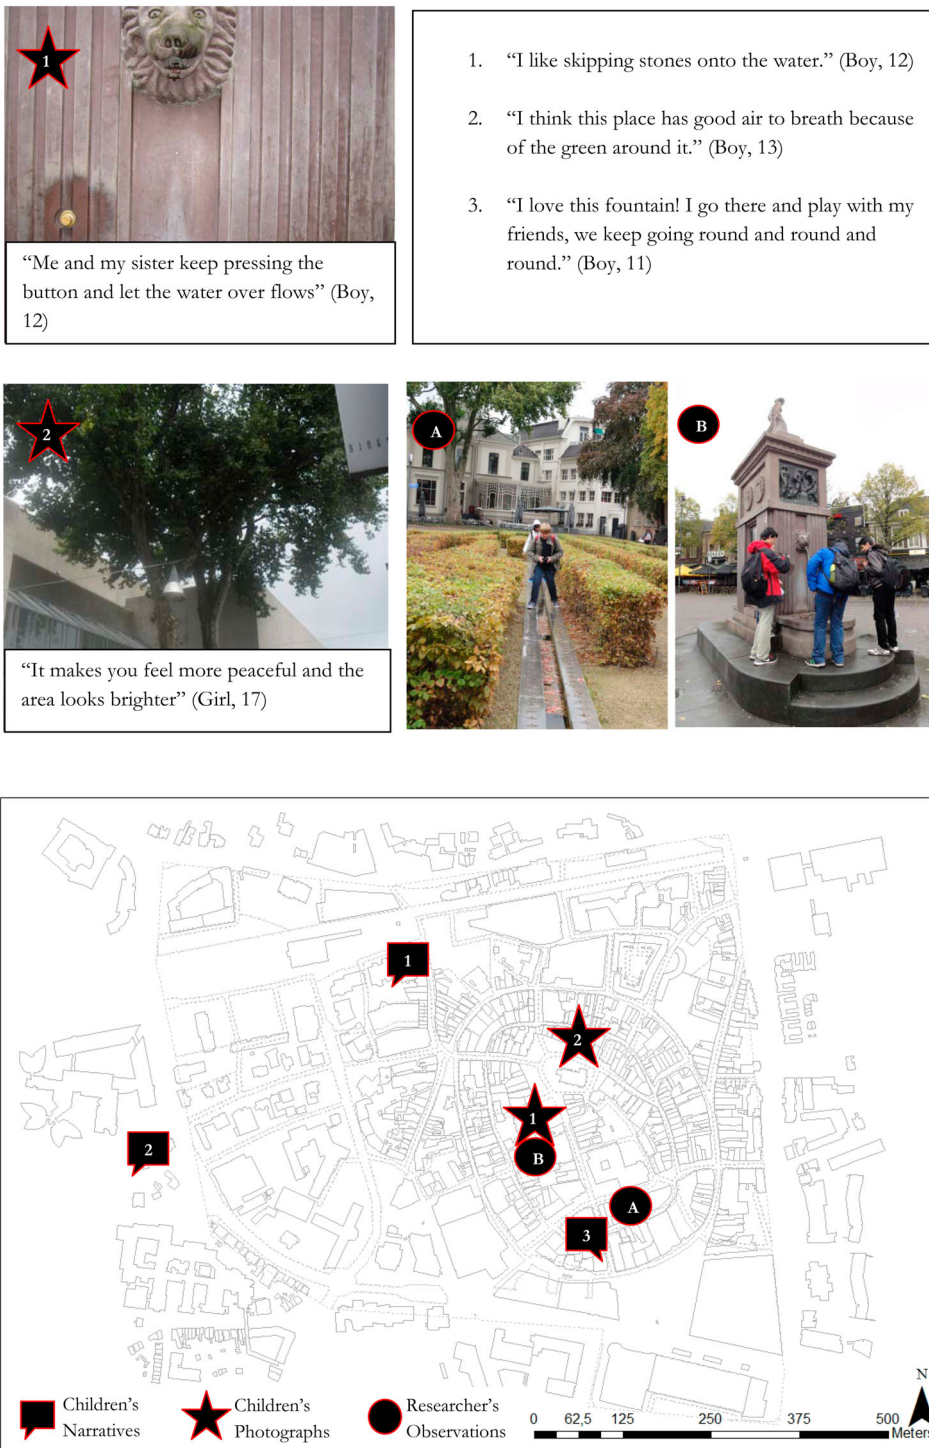 1
"Me and my sister keep pressing the
button and let the water over flows" (Boy,
12)
1. "I like skipping stones onto the water." (Boy, 12)
2. "I think this place has good air to breath because
of the green around it." (Boy, 13)
3. "I love this fountain! I go there and play with my
friends, we keep going round and round and
round." (Boy, 11)
2
"It makes you feel more peaceful and the
area looks brighter" (Girl, 17)
A
B
1
2
1
2
B
A
3
Children's
Narratives
Children's
Photographs
Researcher's
Observations
0 62,5 125 250 375 500
Meters
N